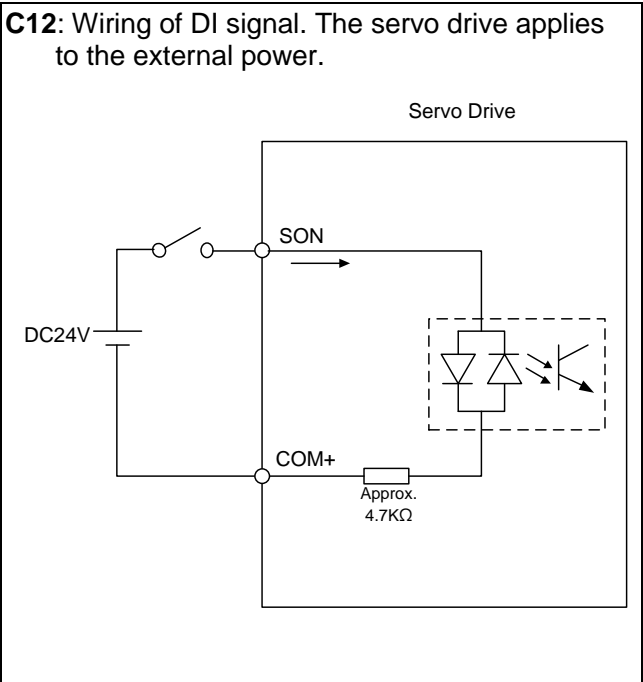 C12: Wiring of DI signal. The servo drive applies
to the external power.
Servo Drive
SON
DC24V
COM+
Approx.
4.7KΩ